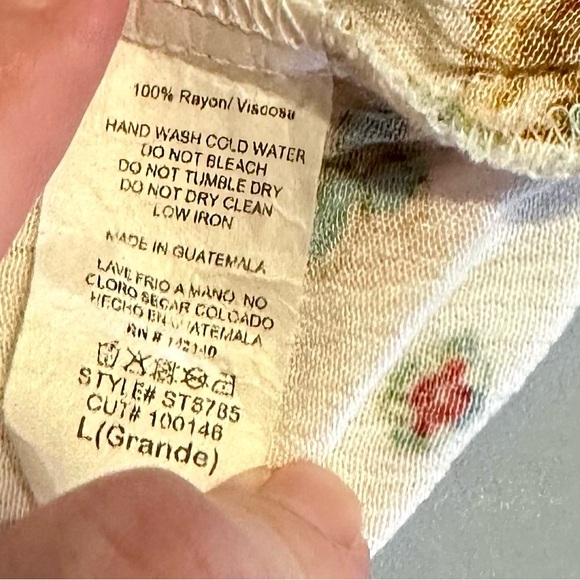 100% Rayon/ Viscosa
HAND WASH COLD WATER
DO NOT BLEACH
DO NOT TUMBLE DRY
DO NOT DRY CLEAN
LOW IRON
MADE IN GUATEMALA
LAVE FRIO A MANO. NO
CLORO SECAR COLGADO
HECHO EN GUATEMALA
RN #
STYLE# ST8785
CUT# 100146
L(Grande)